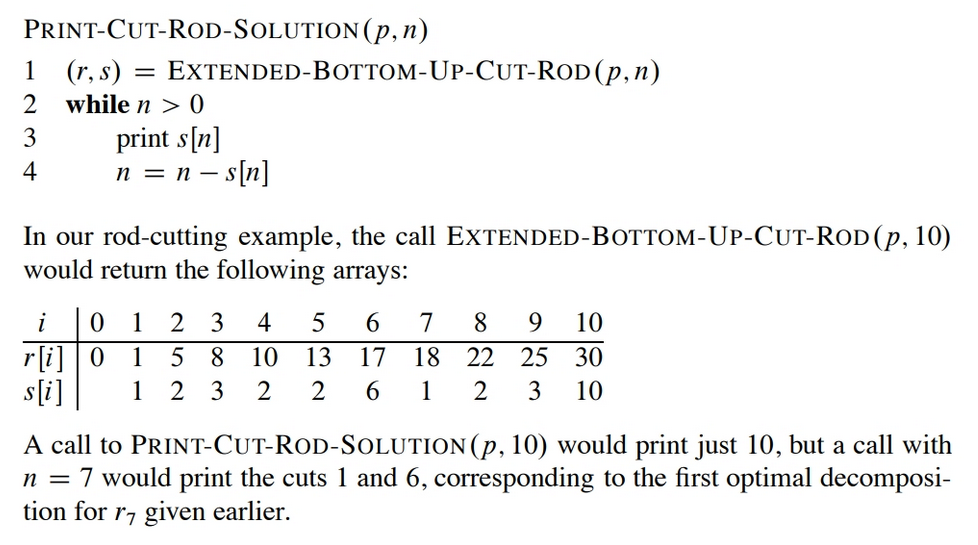 PRINT-CUT-ROD-SOLUTION(p, n)
1 (r, s) = EXTENDED-BOTTOM-UP-CUT-ROD(p, n)
2 while n > 0
3 print s[n]
4 n = n − s[n]
In our rod-cutting example, the call EXTENDED-BOTTOM-UP-CUT-ROD(p, 10)
would return the following arrays:
i 0 1 2 3 4 5 6 7 8 9 10
r[i] 0 1 5 8 10 13 17 18 22 25 30
s[i] 1 2 3 2 2 6 1 2 3 10
A call to PRINT-CUT-ROD-SOLUTION(p, 10) would print just 10, but a call with
n = 7 would print the cuts 1 and 6, corresponding to the first optimal decomposi-
tion for r₇ given earlier.